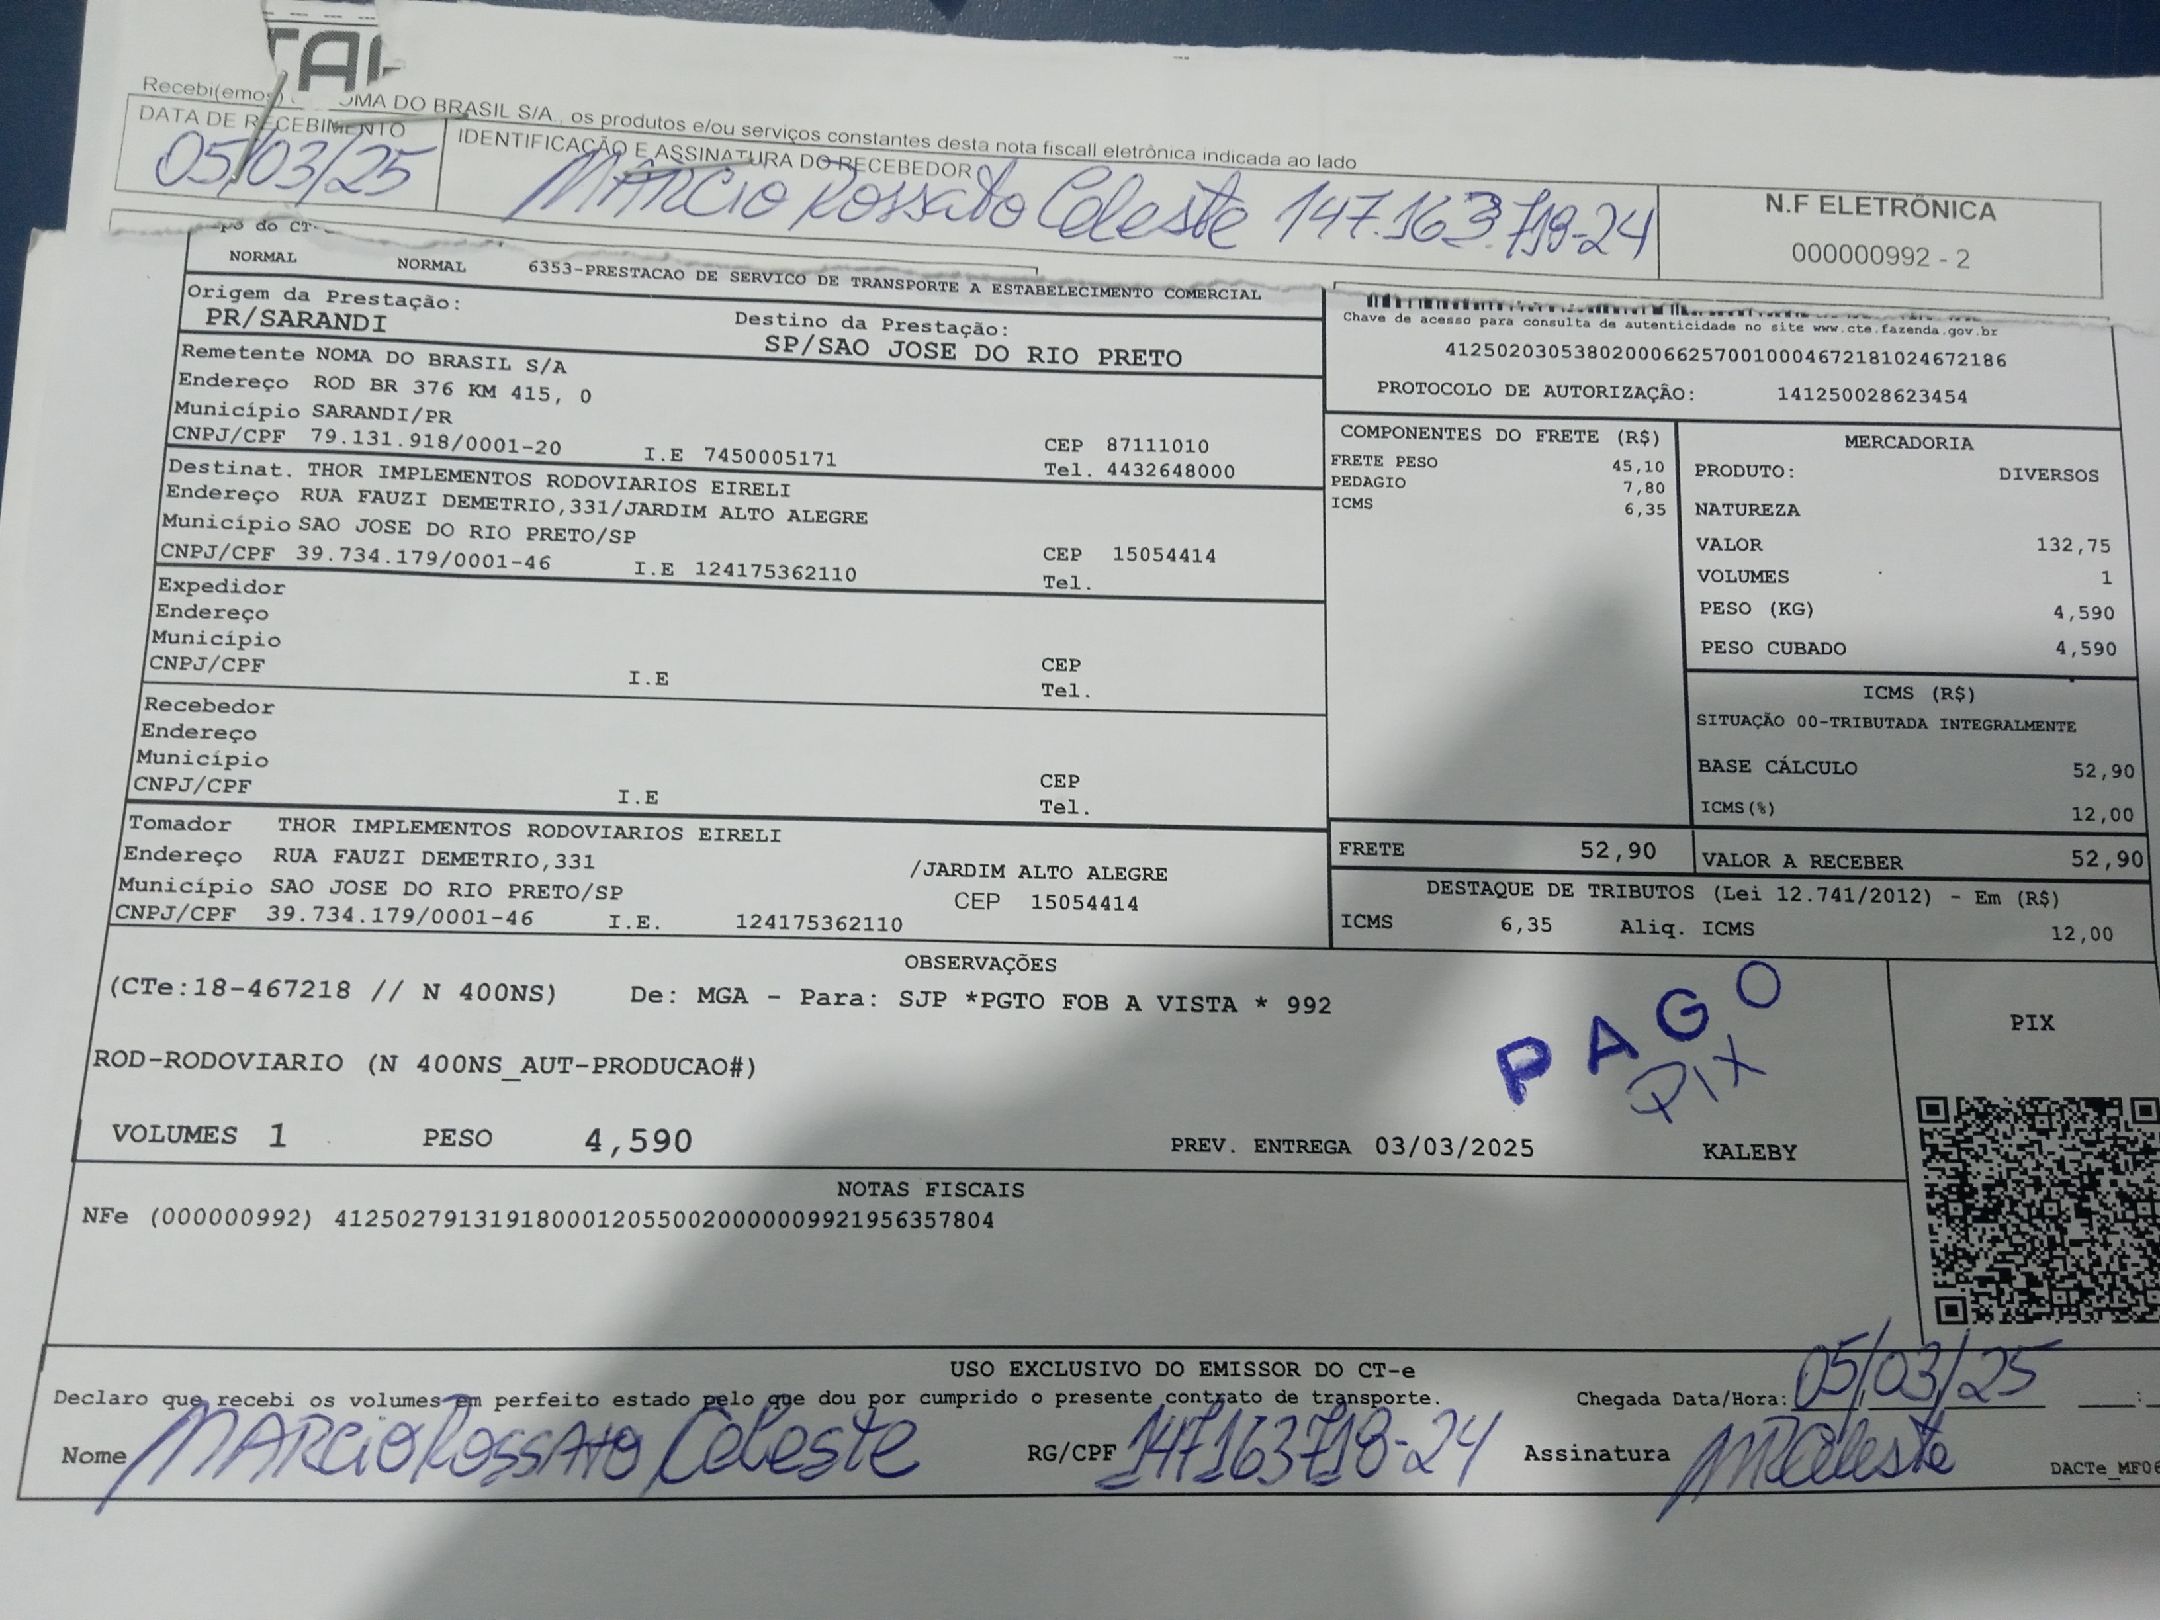 Recebi(emos) OMA DO BRASIL S/A., os produtos e/ou serviços constantes desta nota fiscall eletrônica indicada ao lado
DATA DE RECEBIMENTO
05/03/25
IDENTIFICAÇÃO E ASSINATURA DO RECEBEDOR
MÁRCIO Rossato Celeste 147.163.718-24
N.F ELETRÔNICA
000000992 - 2
do CT-
NORMAL NORMAL 6353-PRESTACAO DE SERVICO DE TRANSPORTE A ESTABELECIMENTO COMERCIAL
Origem da Prestação:
PR/SARANDI
Destino da Prestação:
SP/SAO JOSE DO RIO PRETO
Chave de acesso para consulta de autenticidade no site www.cte.fazenda.gov.br
41250203053802000662570010004672181024672186
PROTOCOLO DE AUTORIZAÇÃO: 141250028623454
Remetente NOMA DO BRASIL S/A
Endereço ROD BR 376 KM 415, 0
Município SARANDI/PR
CEP 87111010
CNPJ/CPF 79.131.918/0001-20 I.E 7450005171 Tel. 4432648000
Destinat. THOR IMPLEMENTOS RODOVIARIOS EIRELI
Endereço RUA FAUZI DEMETRIO,331/JARDIM ALTO ALEGRE
Município SAO JOSE DO RIO PRETO/SP
CEP 15054414
CNPJ/CPF 39.734.179/0001-46 I.E 124175362110 Tel.
Expedidor
Endereço
Município
CEP
CNPJ/CPF I.E Tel.
Recebedor
Endereço
Município
CEP
CNPJ/CPF I.E Tel.
Tomador THOR IMPLEMENTOS RODOVIARIOS EIRELI
Endereço RUA FAUZI DEMETRIO,331 /JARDIM ALTO ALEGRE
Município SAO JOSE DO RIO PRETO/SP CEP 15054414
CNPJ/CPF 39.734.179/0001-46 I.E. 124175362110
COMPONENTES DO FRETE (R$)
FRETE PESO 45,10
PEDAGIO 7,80
ICMS 6,35
MERCADORIA
PRODUTO: DIVERSOS
NATUREZA
VALOR 132,75
VOLUMES 1
PESO (KG) 4,590
PESO CUBADO 4,590
ICMS (R$)
SITUAÇÃO 00-TRIBUTADA INTEGRALMENTE
BASE CÁLCULO 52,90
ICMS(%) 12,00
FRETE 52,90 VALOR A RECEBER 52,90
DESTAQUE DE TRIBUTOS (Lei 12.741/2012) - Em (R$)
ICMS 6,35 Aliq. ICMS 12,00
OBSERVAÇÕES
(CTe:18-467218 // N 400NS) De: MGA - Para: SJP *PGTO FOB A VISTA * 992
PAGO
PIX
PIX
ROD-RODOVIARIO (N 400NS_AUT-PRODUCAO#)
VOLUMES 1 PESO 4,590 PREV. ENTREGA 03/03/2025 KALEBY
NOTAS FISCAIS
NFe (000000992) 41250279131918000120550020000009921956357804
USO EXCLUSIVO DO EMISSOR DO CT-e
Declaro que recebi os volumes em perfeito estado pelo que dou por cumprido o presente contrato de transporte. Chegada Data/Hora: 05/03/25 :
Nome MARCIO ROSSATO Celeste RG/CPF 147163718-24 Assinatura MRCeleste